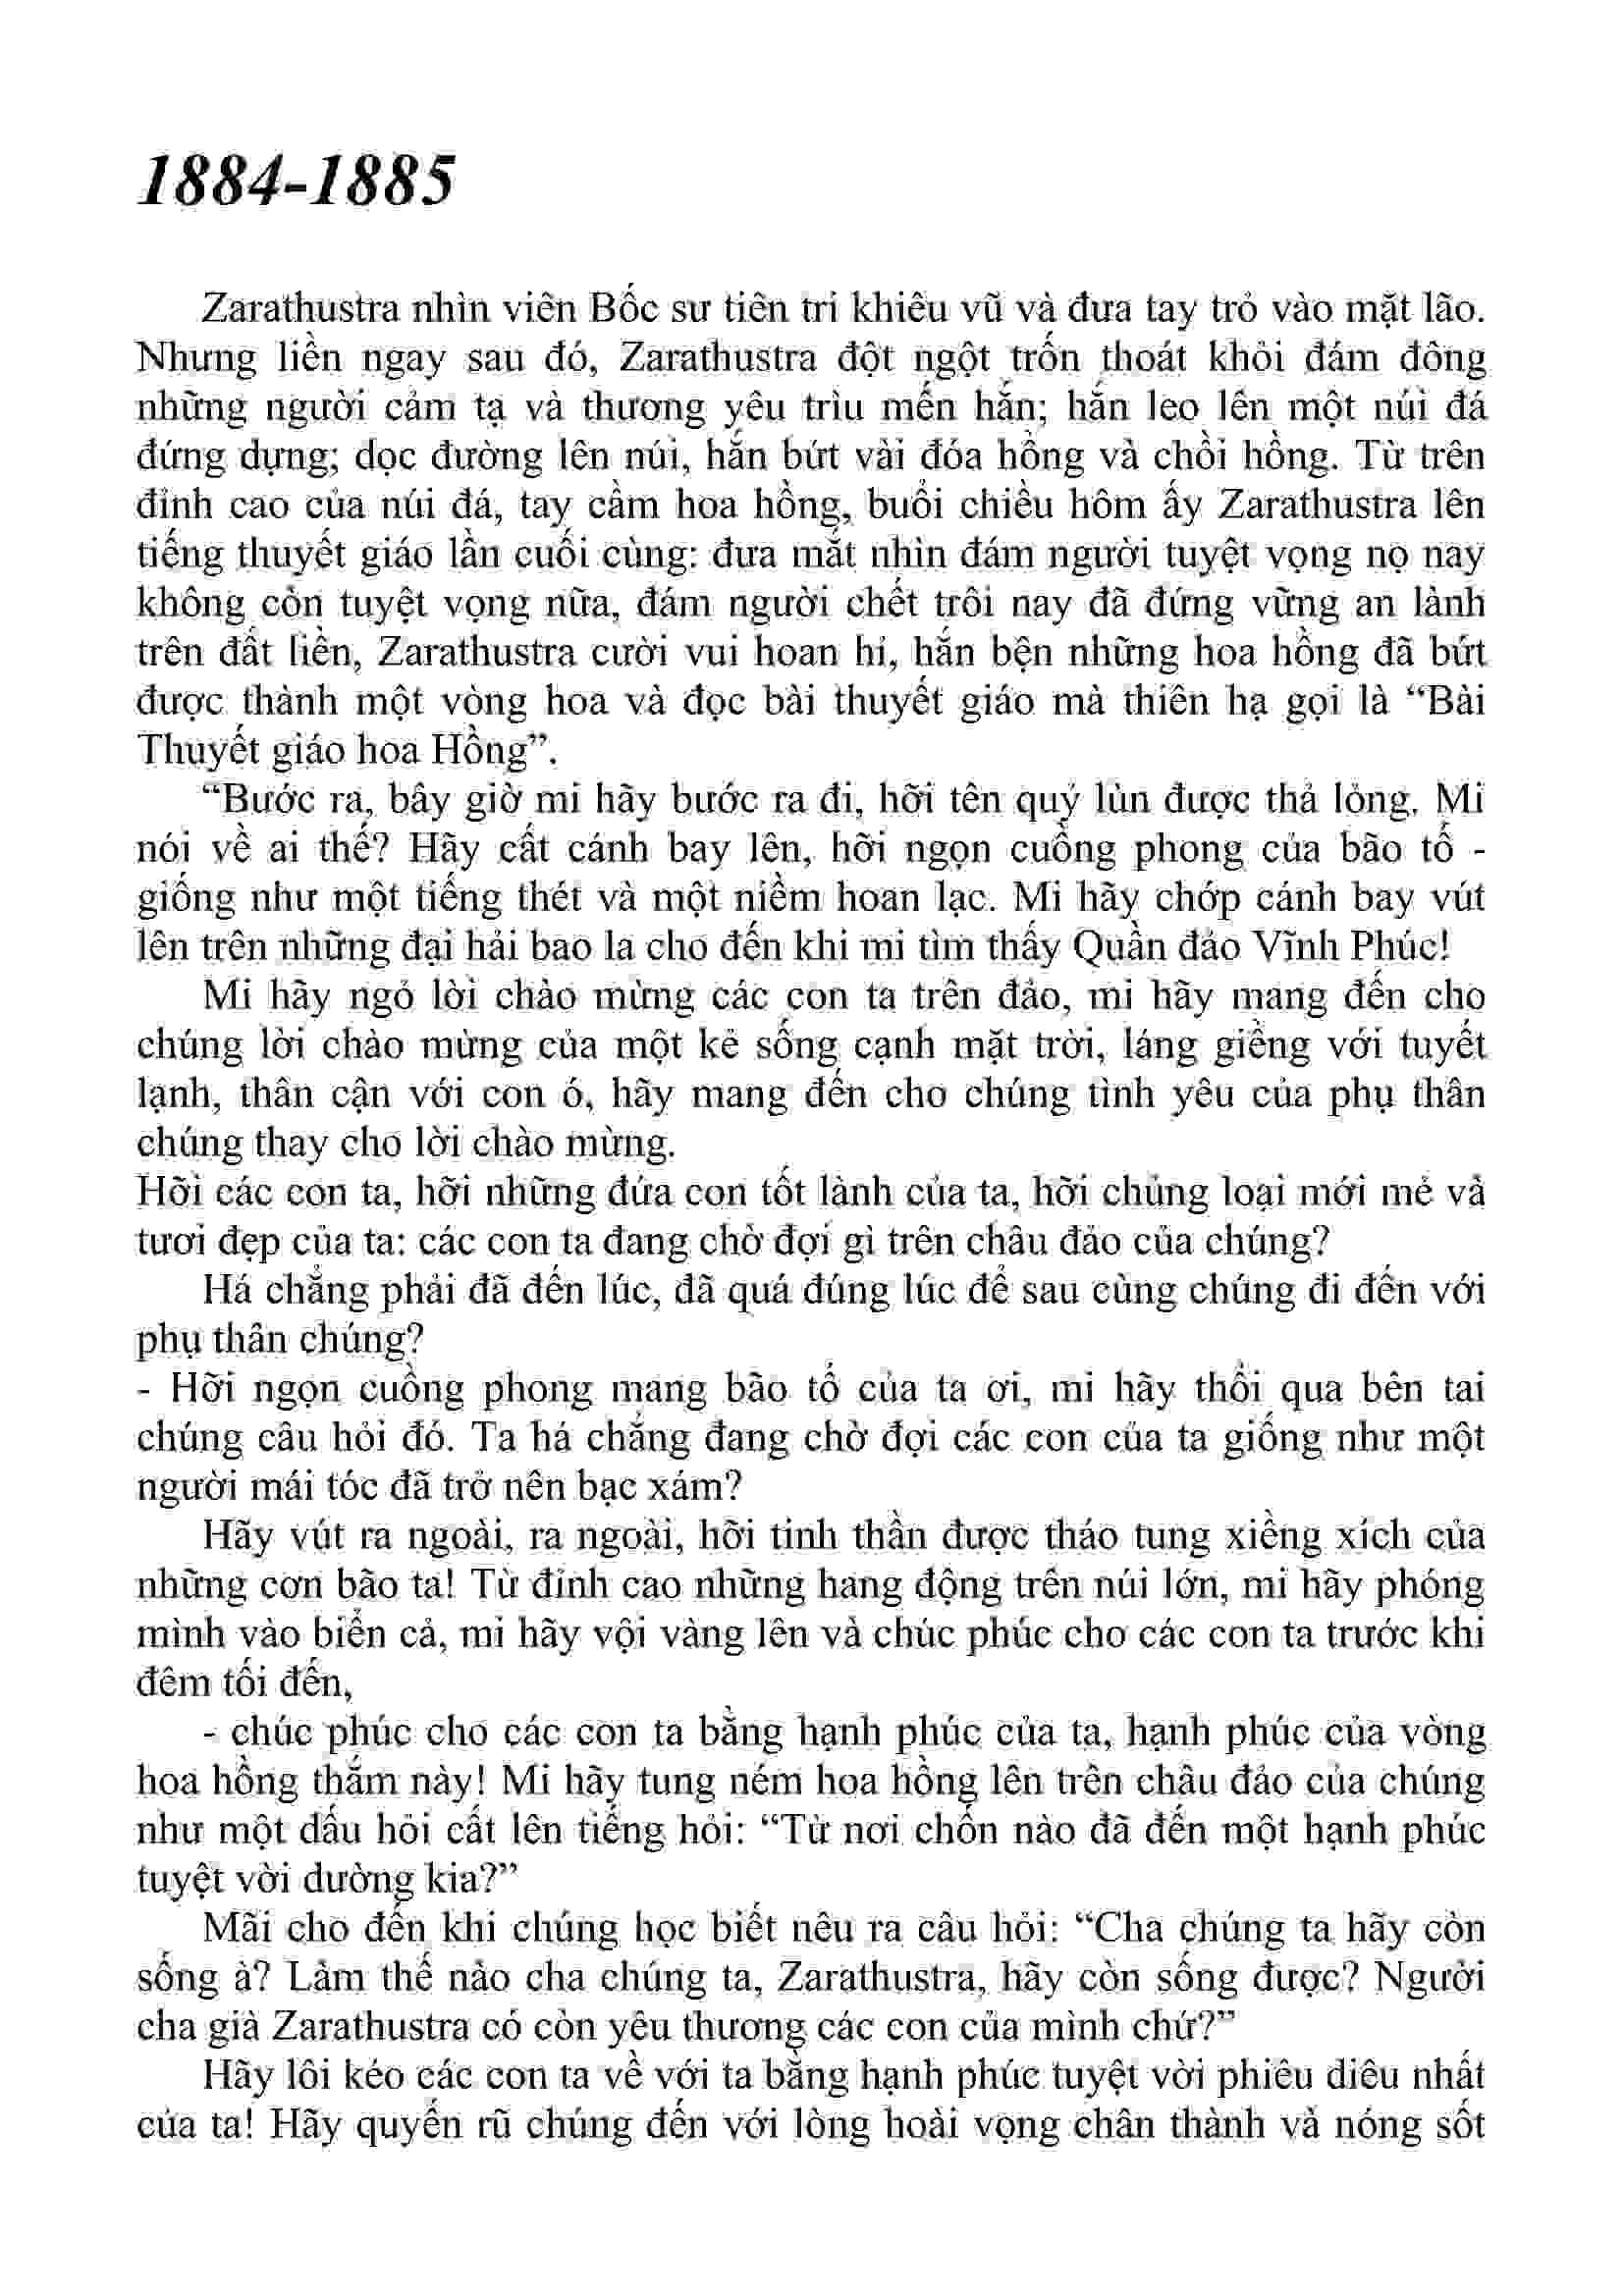 1884-1885
Zarathustra nhìn viên Bốc sư tiên tri khiêu vũ và đưa tay trỏ vào mặt lão.
Nhưng liền ngay sau đó, Zarathustra đột ngột trốn thoát khỏi đám đông
những người cảm tạ và thương yêu trìu mến hắn; hắn leo lên một núi đá
đứng dựng; dọc đường lên núi, hắn bứt vài đóa hồng và chồi hồng. Từ trên
đỉnh cao của núi đá, tay cầm hoa hồng, buổi chiều hôm ấy Zarathustra lên
tiếng thuyết giáo lần cuối cùng: đưa mắt nhìn đám người tuyệt vọng nọ nay
không còn tuyệt vọng nữa, đám người chết trôi nay đã đứng vững an lành
trên đất liền, Zarathustra cười vui hoan hỉ, hắn bện những hoa hồng đã bứt
được thành một vòng hoa và đọc bài thuyết giáo mà thiên hạ gọi là “Bài
Thuyết giáo hoa Hồng”.
“Bước ra, bây giờ mi hãy bước ra đi, hỡi tên quỷ lùn được thả lỏng. Mi
nói về ai thế? Hãy cất cánh bay lên, hỡi ngọn cuồng phong của bão tố -
giống như một tiếng thét và một niềm hoan lạc. Mi hãy chớp cánh bay vút
lên trên những đại hải bao la cho đến khi mi tìm thấy Quần đảo Vĩnh Phúc!
Mi hãy ngỏ lời chào mừng các con ta trên đảo, mi hãy mang đến cho
chúng lời chào mừng của một kẻ sống cạnh mặt trời, láng giềng với tuyết
lạnh, thân cận với con ó, hãy mang đến cho chúng tình yêu của phụ thân
chúng thay cho lời chào mừng.
Hỡi các con ta, hỡi những đứa con tốt lành của ta, hỡi chủng loại mới mẻ và
tươi đẹp của ta: các con ta đang chờ đợi gì trên châu đảo của chúng?
Há chẳng phải đã đến lúc, đã quá đúng lúc để sau cùng chúng đi đến với
phụ thân chúng?
- Hỡi ngọn cuồng phong mang bão tố của ta ơi, mi hãy thổi qua bên tai
chúng câu hỏi đó. Ta há chẳng đang chờ đợi các con của ta giống như một
người mái tóc đã trở nên bạc xám?
Hãy vút ra ngoài, ra ngoài, hỡi tinh thần được tháo tung xiềng xích của
những cơn bão ta! Từ đỉnh cao những hang động trên núi lớn, mi hãy phóng
mình vào biển cả, mi hãy vội vàng lên và chúc phúc cho các con ta trước khi
đêm tối đến,
- chúc phúc cho các con ta bằng hạnh phúc của ta, hạnh phúc của vòng
hoa hồng thắm này! Mi hãy tung ném hoa hồng lên trên châu đảo của chúng
như một dấu hỏi cất lên tiếng hỏi: “Từ nơi chốn nào đã đến một hạnh phúc
tuyệt vời dường kia?”
Mãi cho đến khi chúng học biết nêu ra câu hỏi: “Cha chúng ta hãy còn
sống à? Làm thế nào cha chúng ta, Zarathustra, hãy còn sống được? Người
cha già Zarathustra có còn yêu thương các con của mình chứ?”
Hãy lôi kéo các con ta về với ta bằng hạnh phúc tuyệt vời phiêu diêu nhất
của ta! Hãy quyến rũ chúng đến với lòng hoài vọng chân thành và nóng sốt